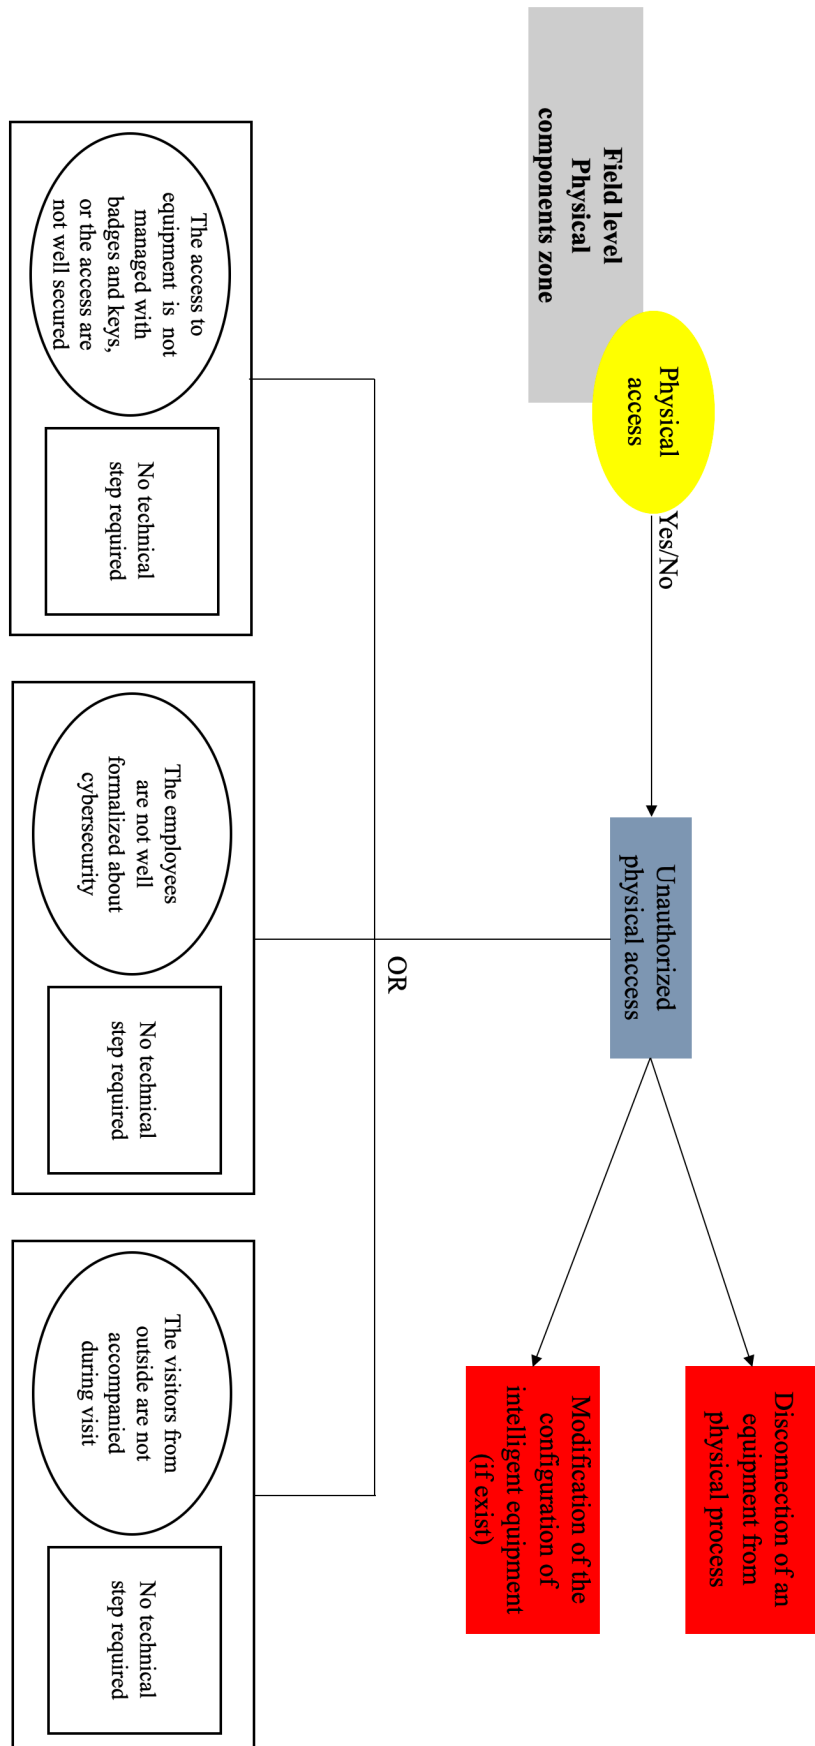 Field level
Physical
components zone
Physical
access
Yes/No
Unauthorized
physical access
Disconnection of an
equipment from
physical process
Modification of the
configuration of
intelligent equipment
(if exist)
OR
The access to
equipment is not
managed with
badges and keys,
or the access are
not well secured
No technical
step required
The employees
are not well
formalized about
cybersecurity
No technical
step required
The visitors from
outside are not
accompanied
during visit
No technical
step required